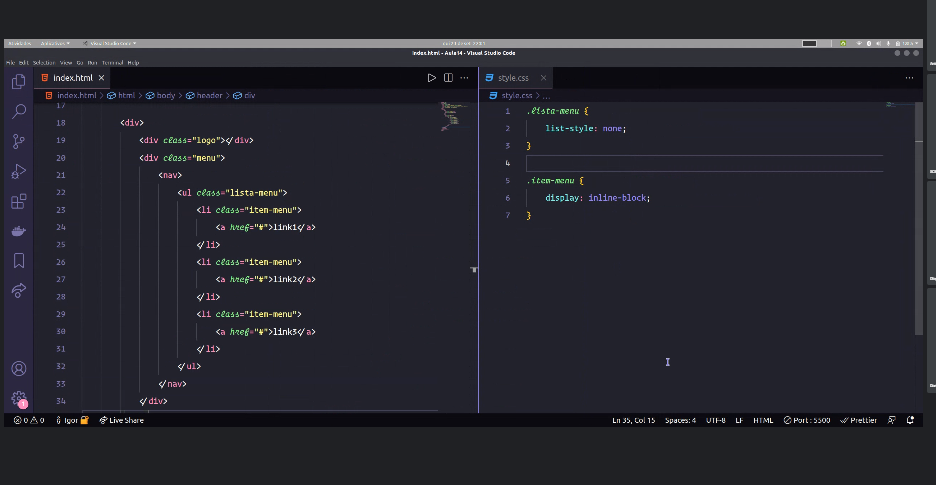 Visual Studio Code
index.html - Aula14 - Visual Studio Code
File Edit Selection View Go Run Terminal Help
index.html
index.html > html > body > header > div
17
18 <div>
19 <div class="logo"></div>
20 <div class="menu">
21 <nav>
22 <ul class="lista-menu">
23 <li class="item-menu">
24 <a href="#">link1</a>
25 </li>
26 <li class="item-menu">
27 <a href="#">link2</a>
28 </li>
29 <li class="item-menu">
30 <a href="#">link3</a>
31 </li>
32 </ul>
33 </nav>
34 </div>
style.css
style.css > ...
1 .lista-menu {
2 list-style: none;
3 }
4
5 .item-menu {
6 display: inline-block;
7 }
1
0 0 Igor Live Share Ln 35, Col 15 Spaces: 4 UTF-8 LF HTML Port : 5500 Prettier